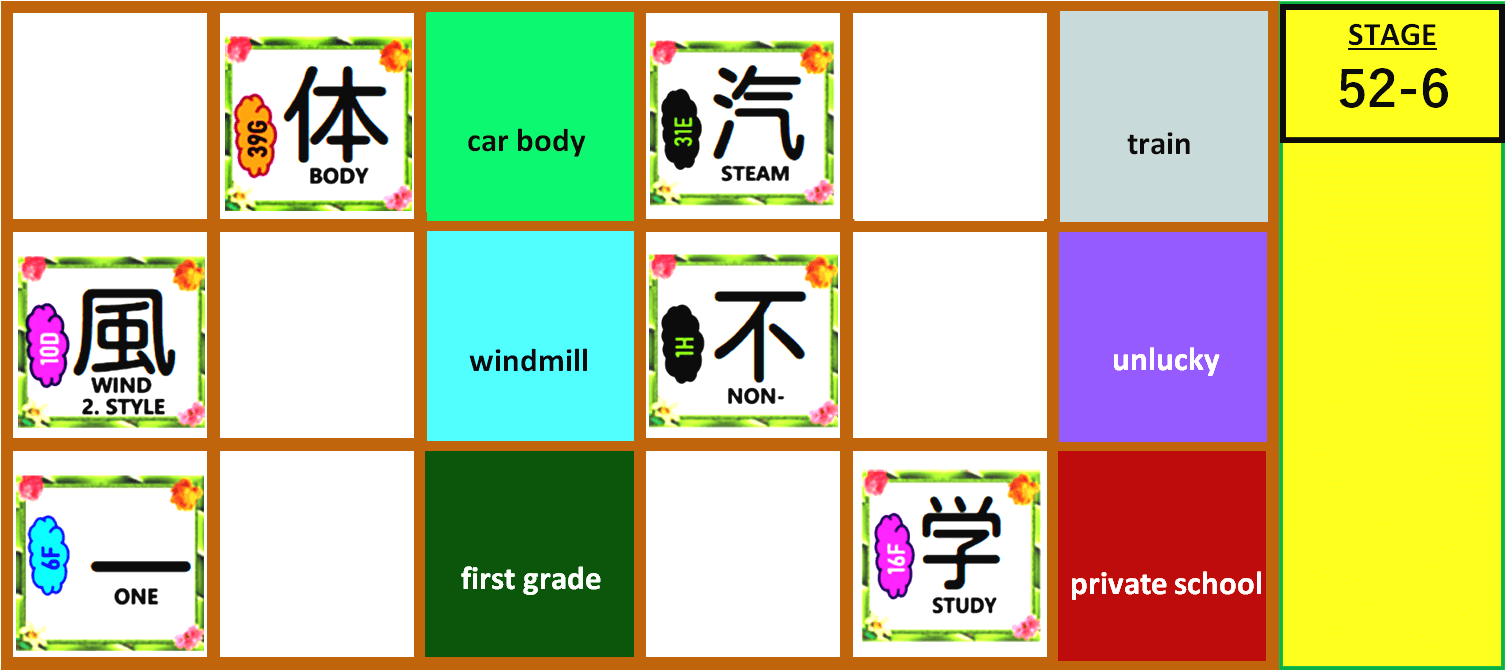 39G
体
BODY
car body
31E
汽
STEAM
train
STAGE
52-6
10D
風
WIND
2. STYLE
windmill
1H
不
NON-
unlucky
6F
一
ONE
first grade
16F
学
STUDY
private school